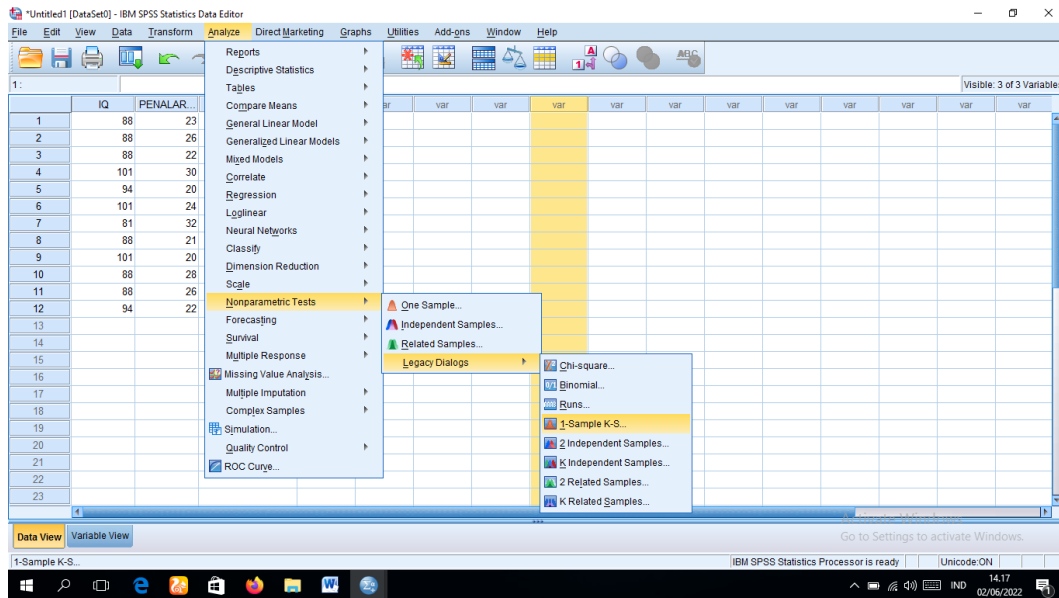 *Untitled1 [DataSet0] - IBM SPSS Statistics Data Editor
File Edit View Data Transform Analyze Direct Marketing Graphs Utilities Add-ons Window Help
1 :
Visible: 3 of 3 Variables
IQ PENALAR... ar var var var var var var var var var var var
1 88 23
2 88 26
3 88 22
4 101 30
5 94 20
6 101 24
7 81 32
8 88 21
9 101 20
10 88 28
11 88 26
12 94 22
13
14
15
16
17
18
19
20
21
22
23
Reports
Descriptive Statistics
Tables
Compare Means
General Linear Model
Generalized Linear Models
Mixed Models
Correlate
Regression
Loglinear
Neural Networks
Classify
Dimension Reduction
Scale
Nonparametric Tests
Forecasting
Survival
Multiple Response
Missing Value Analysis...
Multiple Imputation
Complex Samples
Simulation...
Quality Control
ROC Curve...
One Sample...
Independent Samples...
Related Samples...
Legacy Dialogs
Chi-square...
Binomial...
Runs...
1-Sample K-S...
2 Independent Samples...
K Independent Samples...
2 Related Samples...
K Related Samples...
Data View Variable View
Go to Settings to activate Windows.
1-Sample K-S...
IBM SPSS Statistics Processor is ready Unicode:ON
IND
14.17
02/06/2022